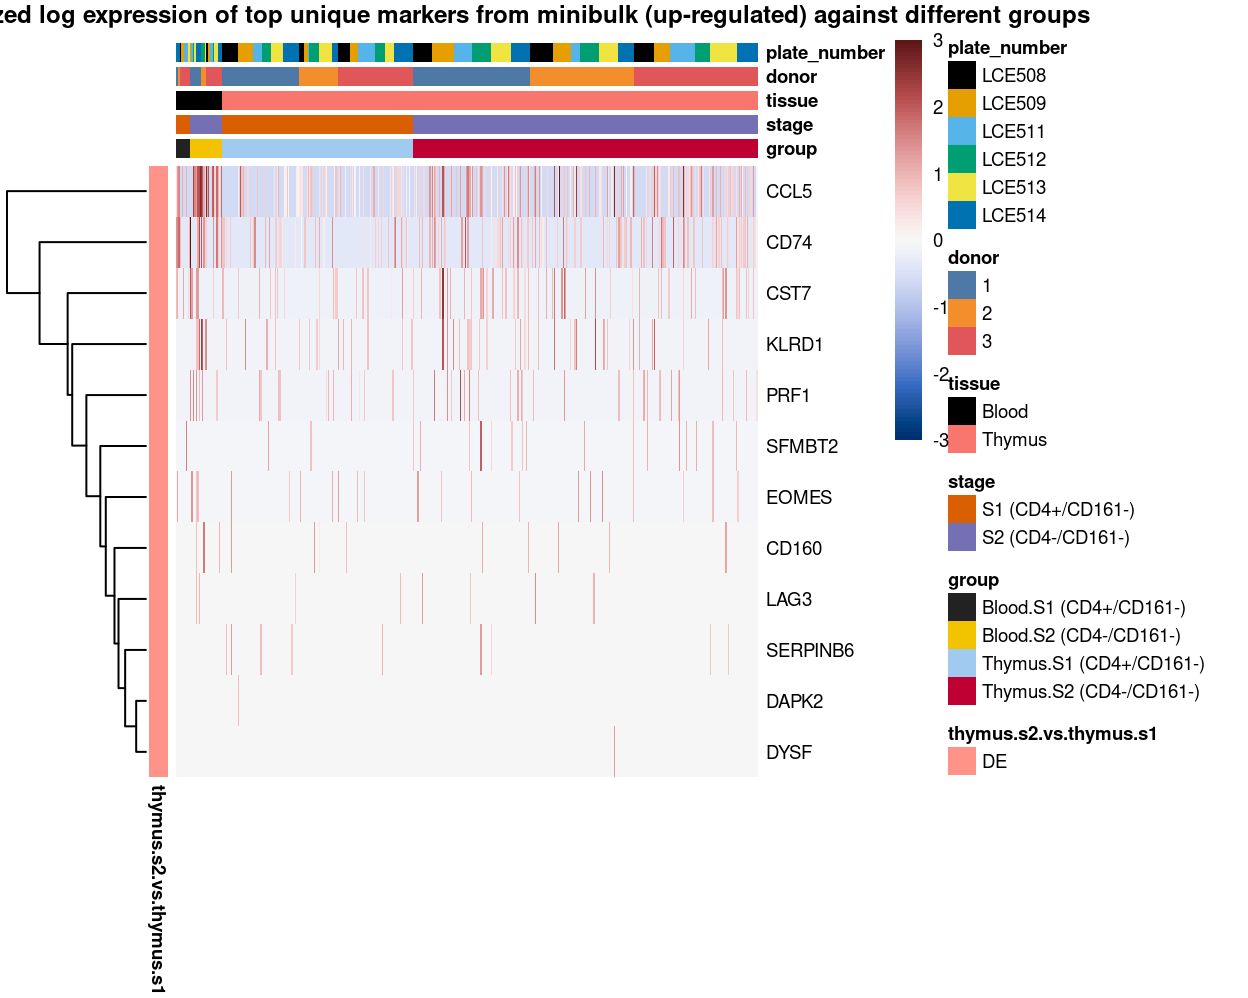 zed log expression of top unique markers from minibulk (up-regulated) against different groups
plate_number
donor
tissue
stage
group
CCL5
CD74
CST7
KLRD1
PRF1
SFMBT2
EOMES
CD160
LAG3
SERPINB6
DAPK2
DYSF
thymus.s2.vs.thymus.s1
3
2
1
0
-1
-2
-3
plate_number
LCE508
LCE509
LCE511
LCE512
LCE513
LCE514
donor
1
2
3
tissue
Blood
Thymus
stage
S1 (CD4+/CD161-)
S2 (CD4-/CD161-)
group
Blood.S1 (CD4+/CD161-)
Blood.S2 (CD4-/CD161-)
Thymus.S1 (CD4+/CD161-)
Thymus.S2 (CD4-/CD161-)
thymus.s2.vs.thymus.s1
DE